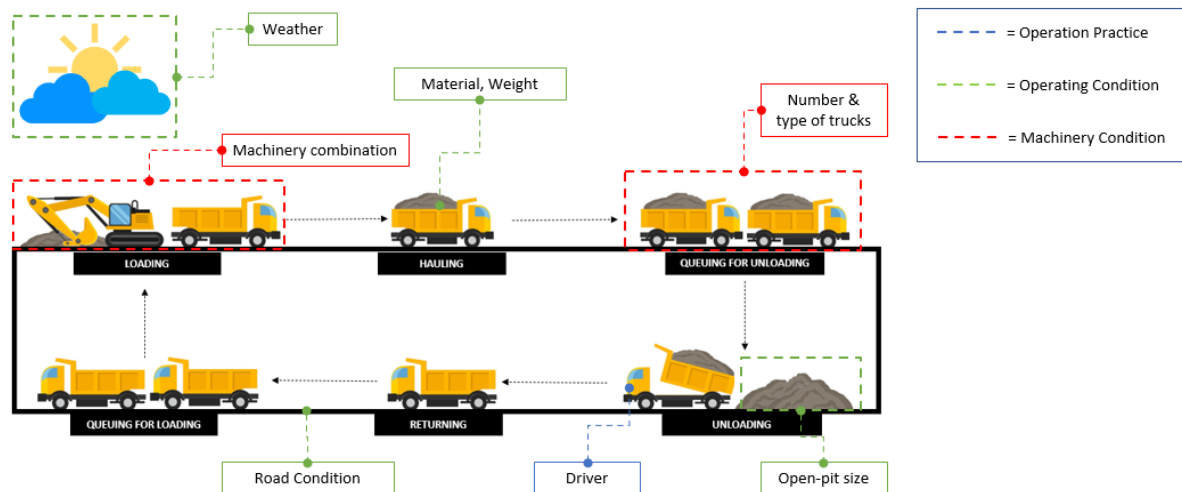 Weather
= Operation Practice
Material, Weight
= Operating Condition
Number &
type of trucks
= Machinery Condition
Machinery combination
LOADING
HAULING
QUEUING FOR UNLOADING
QUEUING FOR LOADING
RETURNING
UNLOADING
Road Condition
Driver
Open-pit size